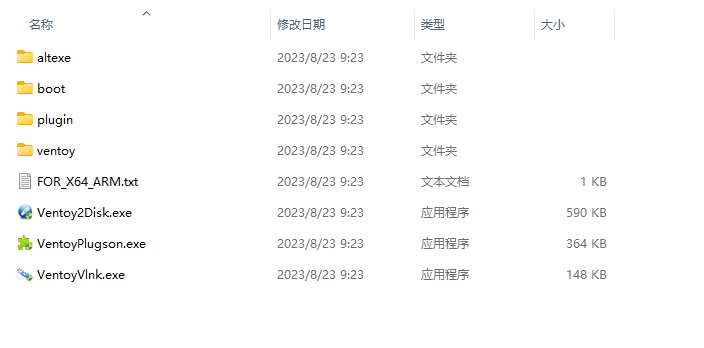 名称 修改日期 类型 大小
altexe 2023/8/23 9:23 文件夹
boot 2023/8/23 9:23 文件夹
plugin 2023/8/23 9:23 文件夹
ventoy 2023/8/23 9:23 文件夹
FOR_X64_ARM.txt 2023/8/23 9:23 文本文档 1 KB
Ventoy2Disk.exe 2023/8/23 9:23 应用程序 590 KB
VentoyPlugson.exe 2023/8/23 9:23 应用程序 364 KB
VentoyVlnk.exe 2023/8/23 9:23 应用程序 148 KB